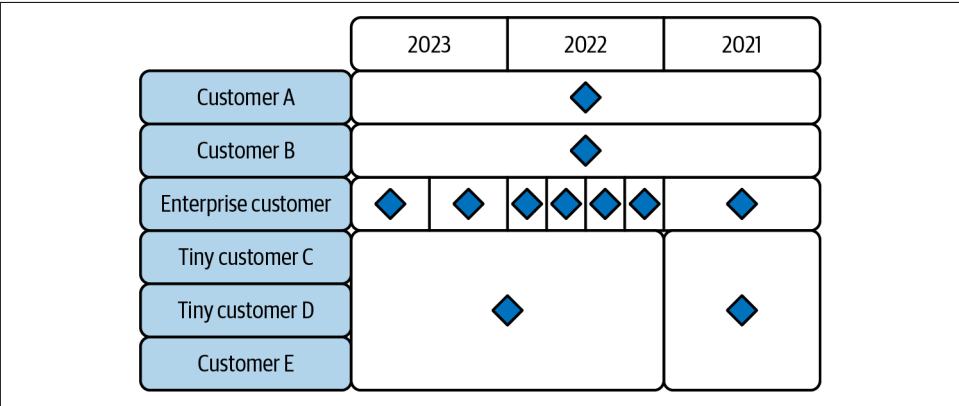 2023 2022 2021
Customer A
Customer B
Enterprise customer
Tiny customer C
Tiny customer D
Customer E